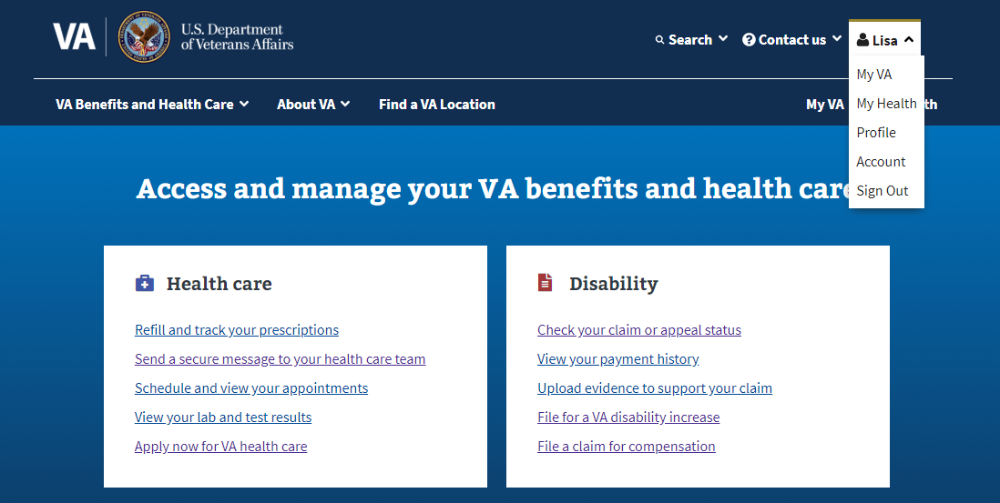 VA
U.S. Department
of Veterans Affairs
Search
Contact us
Lisa
My VA
My Health
Profile
Account
Sign Out
VA Benefits and Health Care
About VA
Find a VA Location
My VA
th
Access and manage your VA benefits and health care
Health care
Refill and track your prescriptions
Send a secure message to your health care team
Schedule and view your appointments
View your lab and test results
Apply now for VA health care
Disability
Check your claim or appeal status
View your payment history
Upload evidence to support your claim
File for a VA disability increase
File a claim for compensation